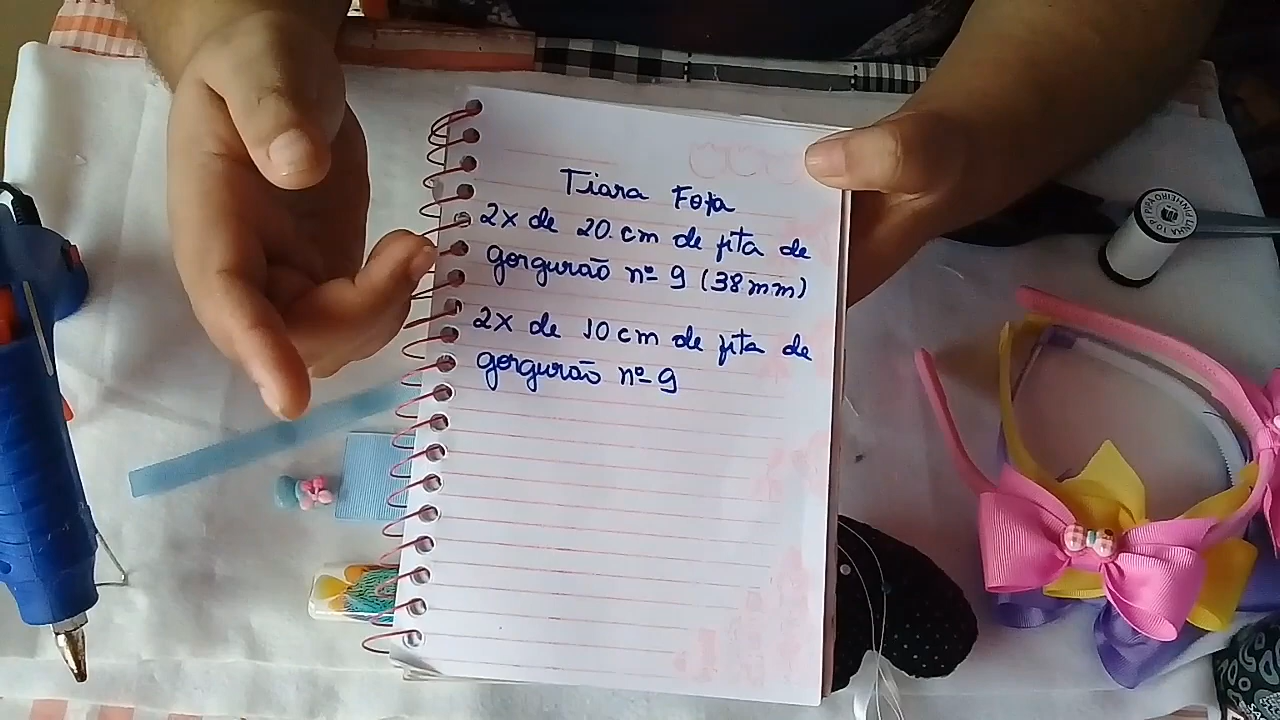 Tiara Fofa
2x de 20 cm de fita de
gorgurão nº 9 (38 mm)
2x de 10 cm de fita de
gorgurão nº 9